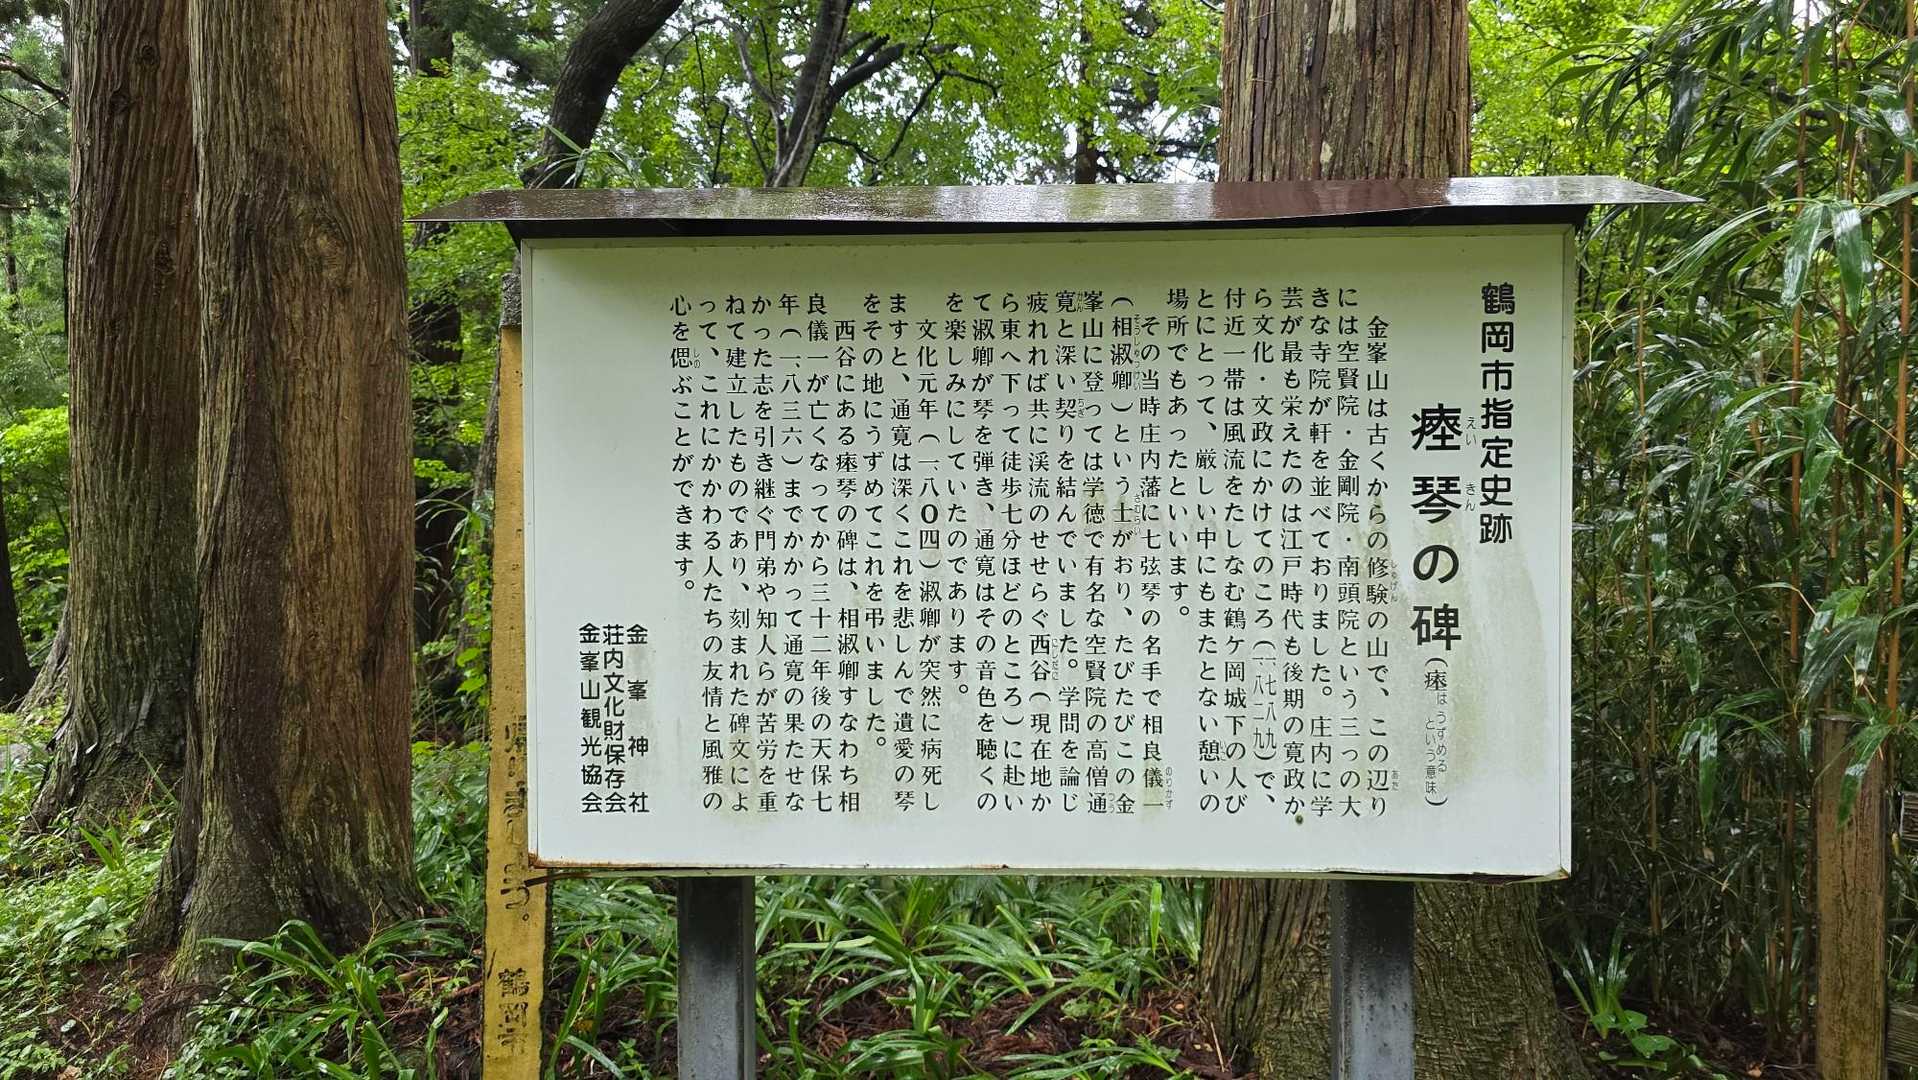 鶴岡市指定史跡
瘞琴の碑(瘞はうずめるという意味)
えいきん
金峯山は古くからの修験の山で、この辺り
には空賢院・金剛院・南頭院という三つの大
きな寺院が軒を並べておりました。庄内に学
芸が最も栄えたのは江戸時代も後期の寛政か
ら文化・文政にかけてのころ(一七八九〜一八二九)で、
付近一帯は風流をたしなむ鶴ケ岡城下の人び
とにとって、厳しい中にもまたとない憩いの
場所でもあったといいます。
その当時庄内藩に七弦琴の名手で相良儀一
(相淑卿)という士がおり、たびたびこの金
峯山に登っては学徳で有名な空賢院の高僧通
寛と深い契りを結んでいました。学問を論じ
疲れれば共に渓流のせせらぐ西谷(現在地か
ら東へ下って徒歩七分ほどのところ)に赴い
て淑卿が琴を弾き、通寛はその音色を聴くの
を楽しみにしていたのであります。
文化元年(一、八〇四)淑卿が突然に病死し
ますと、通寛は深くこれを悲しんで遺愛の琴
をその地にうずめてこれを弔いました。
西谷にある瘞琴の碑は、相淑卿すなわち相
良儀一が亡くなってから三十二年後の天保七
年(一、八三六)までかかって通寛の果たせな
かった志を引き継ぐ門弟や知人らが苦労を重
ねて建立したものであり、刻まれた碑文によ
って、これにかかわる人たちの友情と風雅の
心を偲ぶことができます。
金峯神社
荘内文化財保存会
金峯山観光協会
ましょう。
鶴岡市